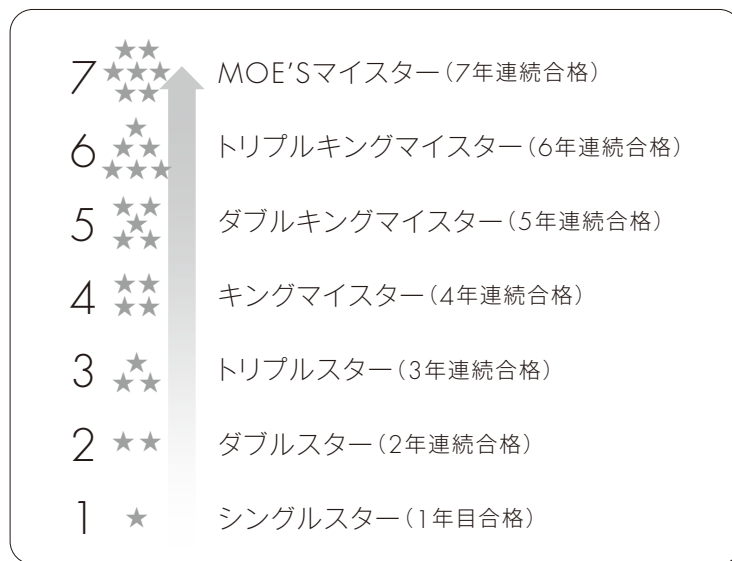 7 ★★★★★★★ MOE'Sマイスター（7年連続合格）
6 ★★★★★★ トリプルキングマイスター（6年連続合格）
5 ★★★★★ ダブルキングマイスター（5年連続合格）
4 ★★★★ キングマイスター（4年連続合格）
3 ★★★ トリプルスター（3年連続合格）
2 ★★ ダブルスター（2年連続合格）
1 ★ シングルスター（1年目合格）